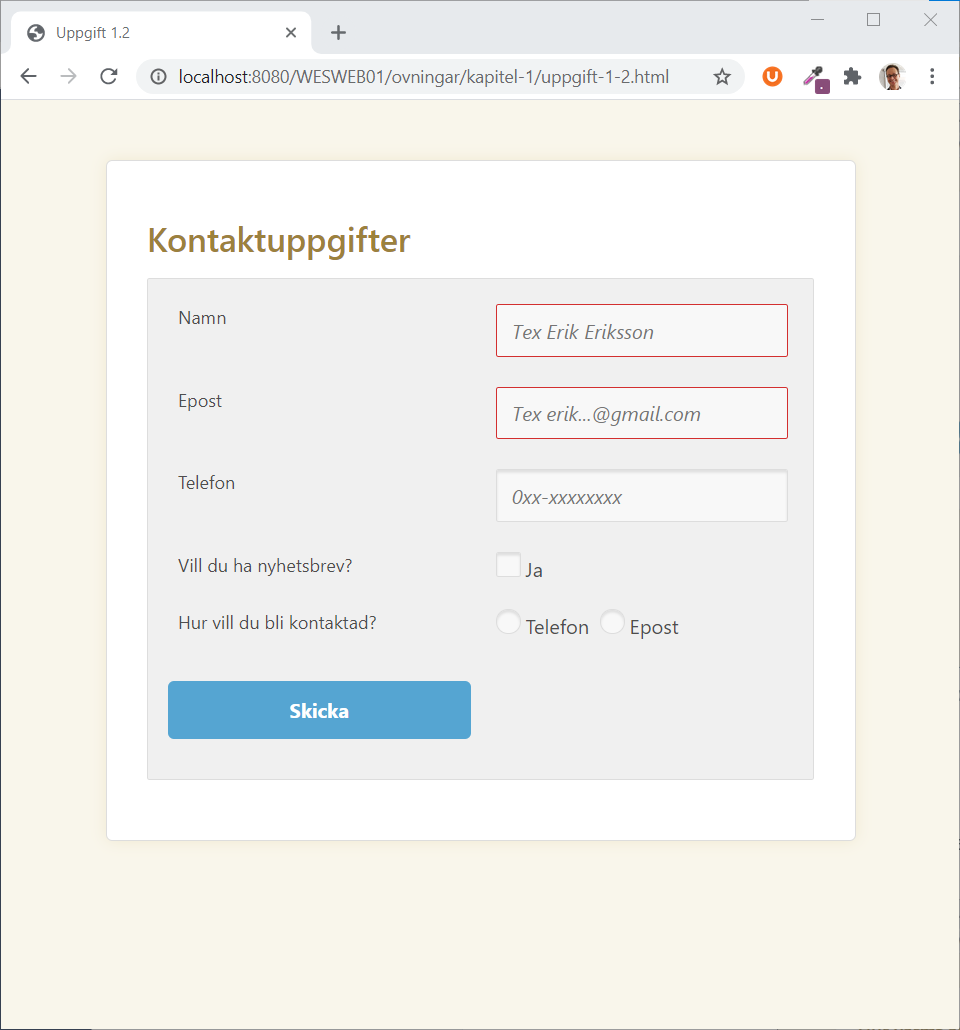 Uppgift 1.2
localhost:8080/WESWEB01/ovningar/kapitel-1/uppgift-1-2.html
Kontaktuppgifter
Namn
Tex Erik Eriksson
Epost
Tex erik...@gmail.com
Telefon
0xx-xxxxxxxx
Vill du ha nyhetsbrev?
Ja
Hur vill du bli kontaktad?
Telefon Epost
Skicka